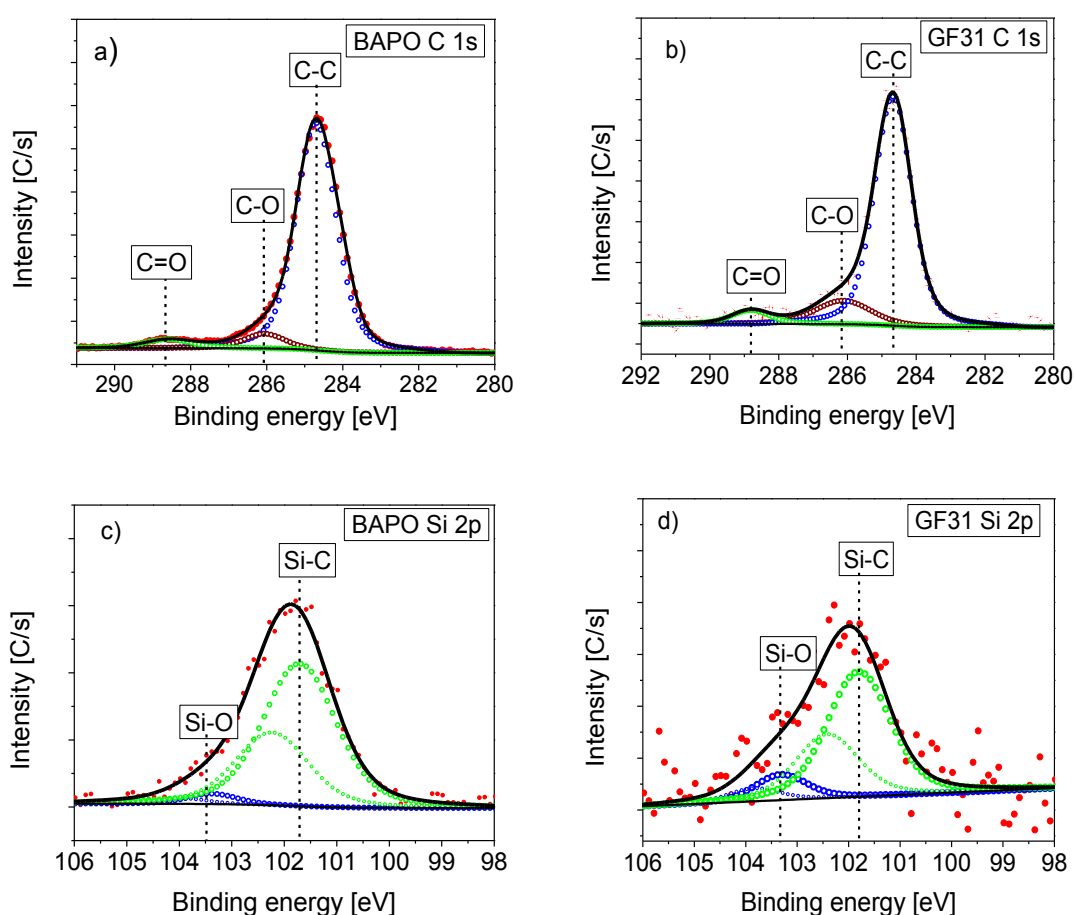 a)
BAPO C 1s
C-C
C-O
C=O
Intensity [C/s]
290 288 286 284 282 280
Binding energy [eV]
b)
GF31 C 1s
C-C
C-O
C=O
Intensity [C/s]
292 290 288 286 284 282 280
Binding energy [eV]
c)
BAPO Si 2p
Si-C
Si-O
Intensity [C/s]
106 105 104 103 102 101 100 99 98
Binding energy [eV]
d)
GF31 Si 2p
Si-C
Si-O
Intensity [C/s]
106 105 104 103 102 101 100 99 98
Binding energy [eV]